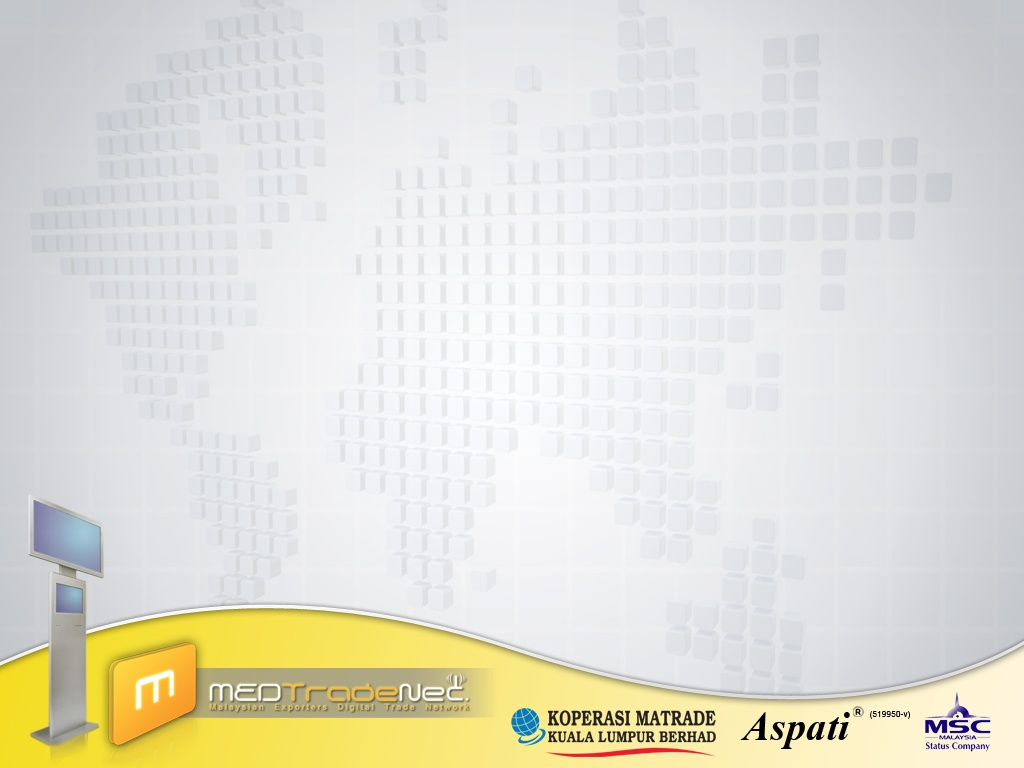 m
MEDTradeNet.
Malaysian Exporters Digital Trade Network
KOPERASI MATRADE
KUALA LUMPUR BERHAD
Aspati® (519950-v)
MSC
MALAYSIA
Status Company